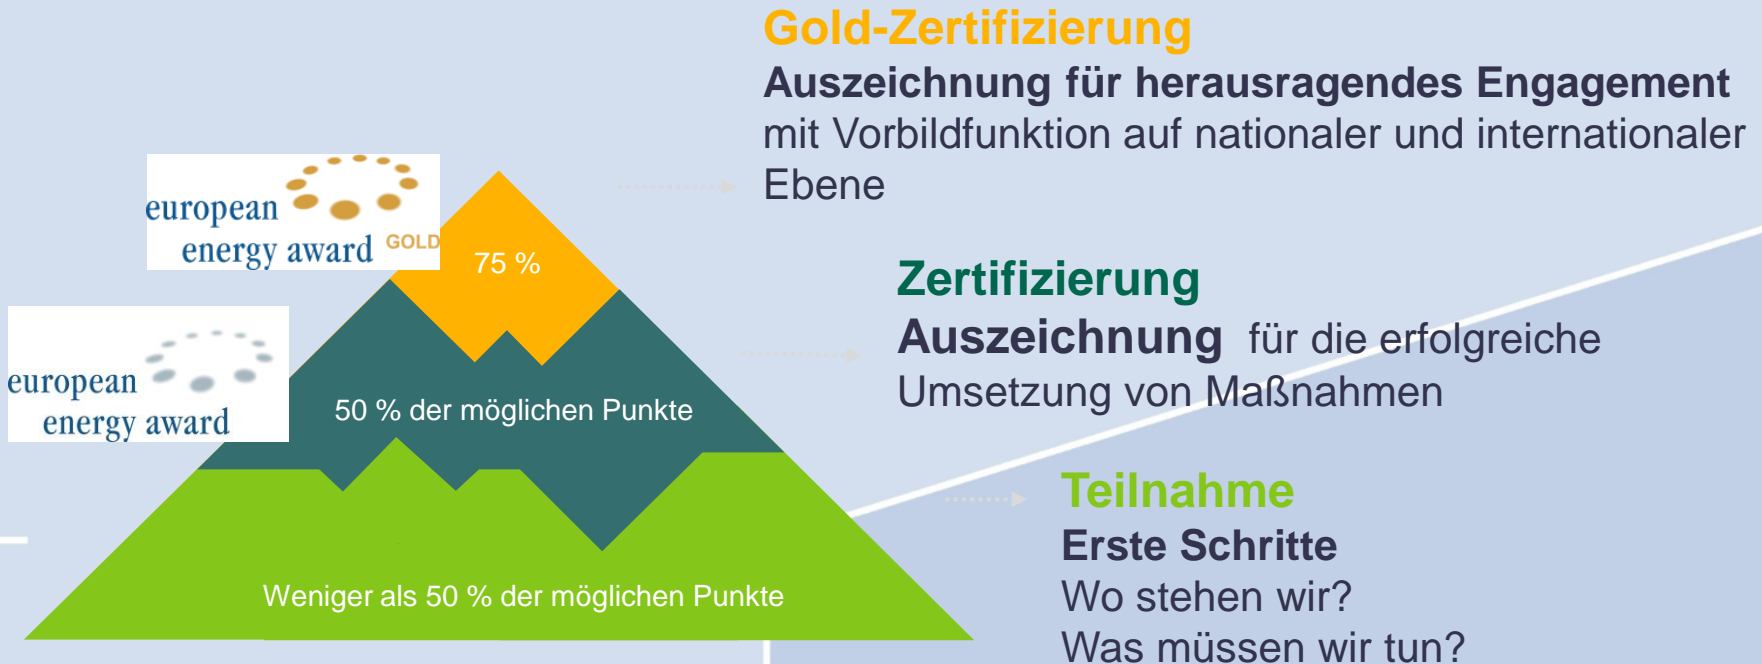 Gold-Zertifizierung
Auszeichnung für herausragendes Engagement
mit Vorbildfunktion auf nationaler und internationaler
Ebene
european
energy award GOLD
75 %
Zertifizierung
Auszeichnung für die erfolgreiche
Umsetzung von Maßnahmen
european
energy award
50 % der möglichen Punkte
Teilnahme
Erste Schritte
Wo stehen wir?
Was müssen wir tun?
Weniger als 50 % der möglichen Punkte